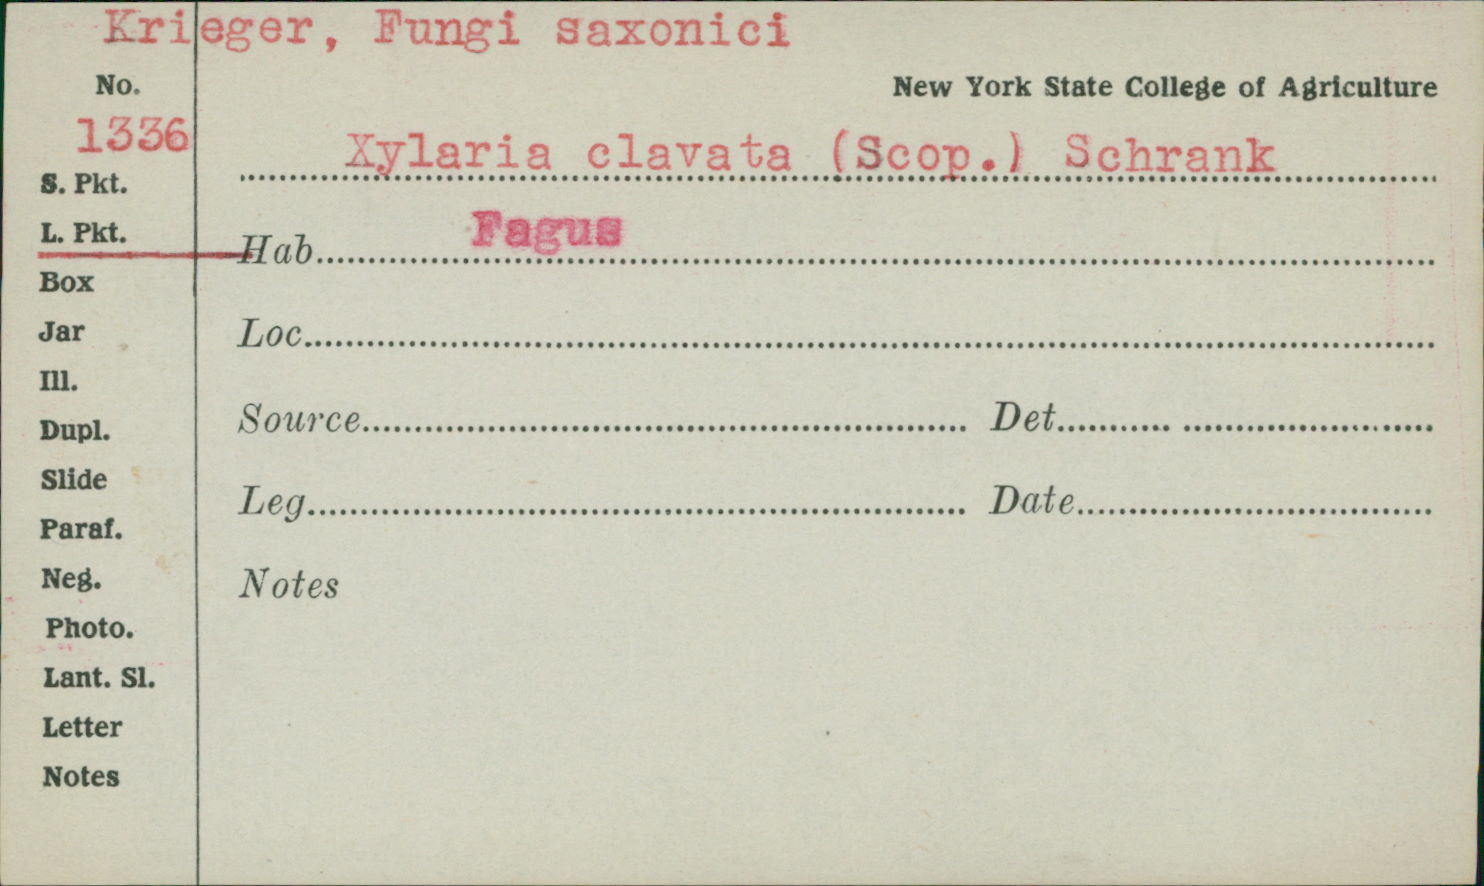 Krieger, Fungi saxonici
No.
New York State College of Agriculture
1336
Xylaria clavata (Scop.) Schrank
S. Pkt.
Fagus
L. Pkt.
Hab
Box
Jar
Loc
Ill.
Dupl.
Source Det
Slide
Leg Date
Paraf.
Neg.
Notes
Photo.
Lant. Sl.
Letter
Notes